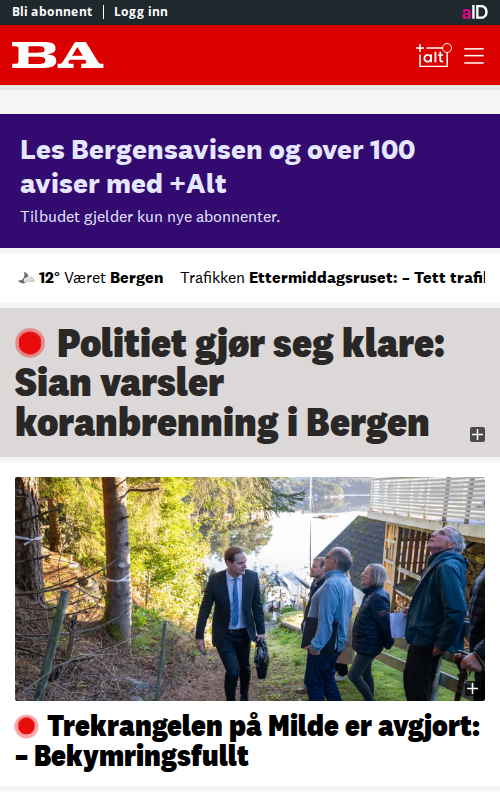 Bli abonnent | Logg inn
aID
BA
+alt
Les Bergensavisen og over 100
aviser med +Alt
Tilbudet gjelder kun nye abonnenter.
12° Været Bergen Trafikken Ettermiddagsruset: – Tett trafi
Politiet gjør seg klare:
Sian varsler
koranbrenning i Bergen
Trekrangelen på Milde er avgjort:
– Bekymringsfullt